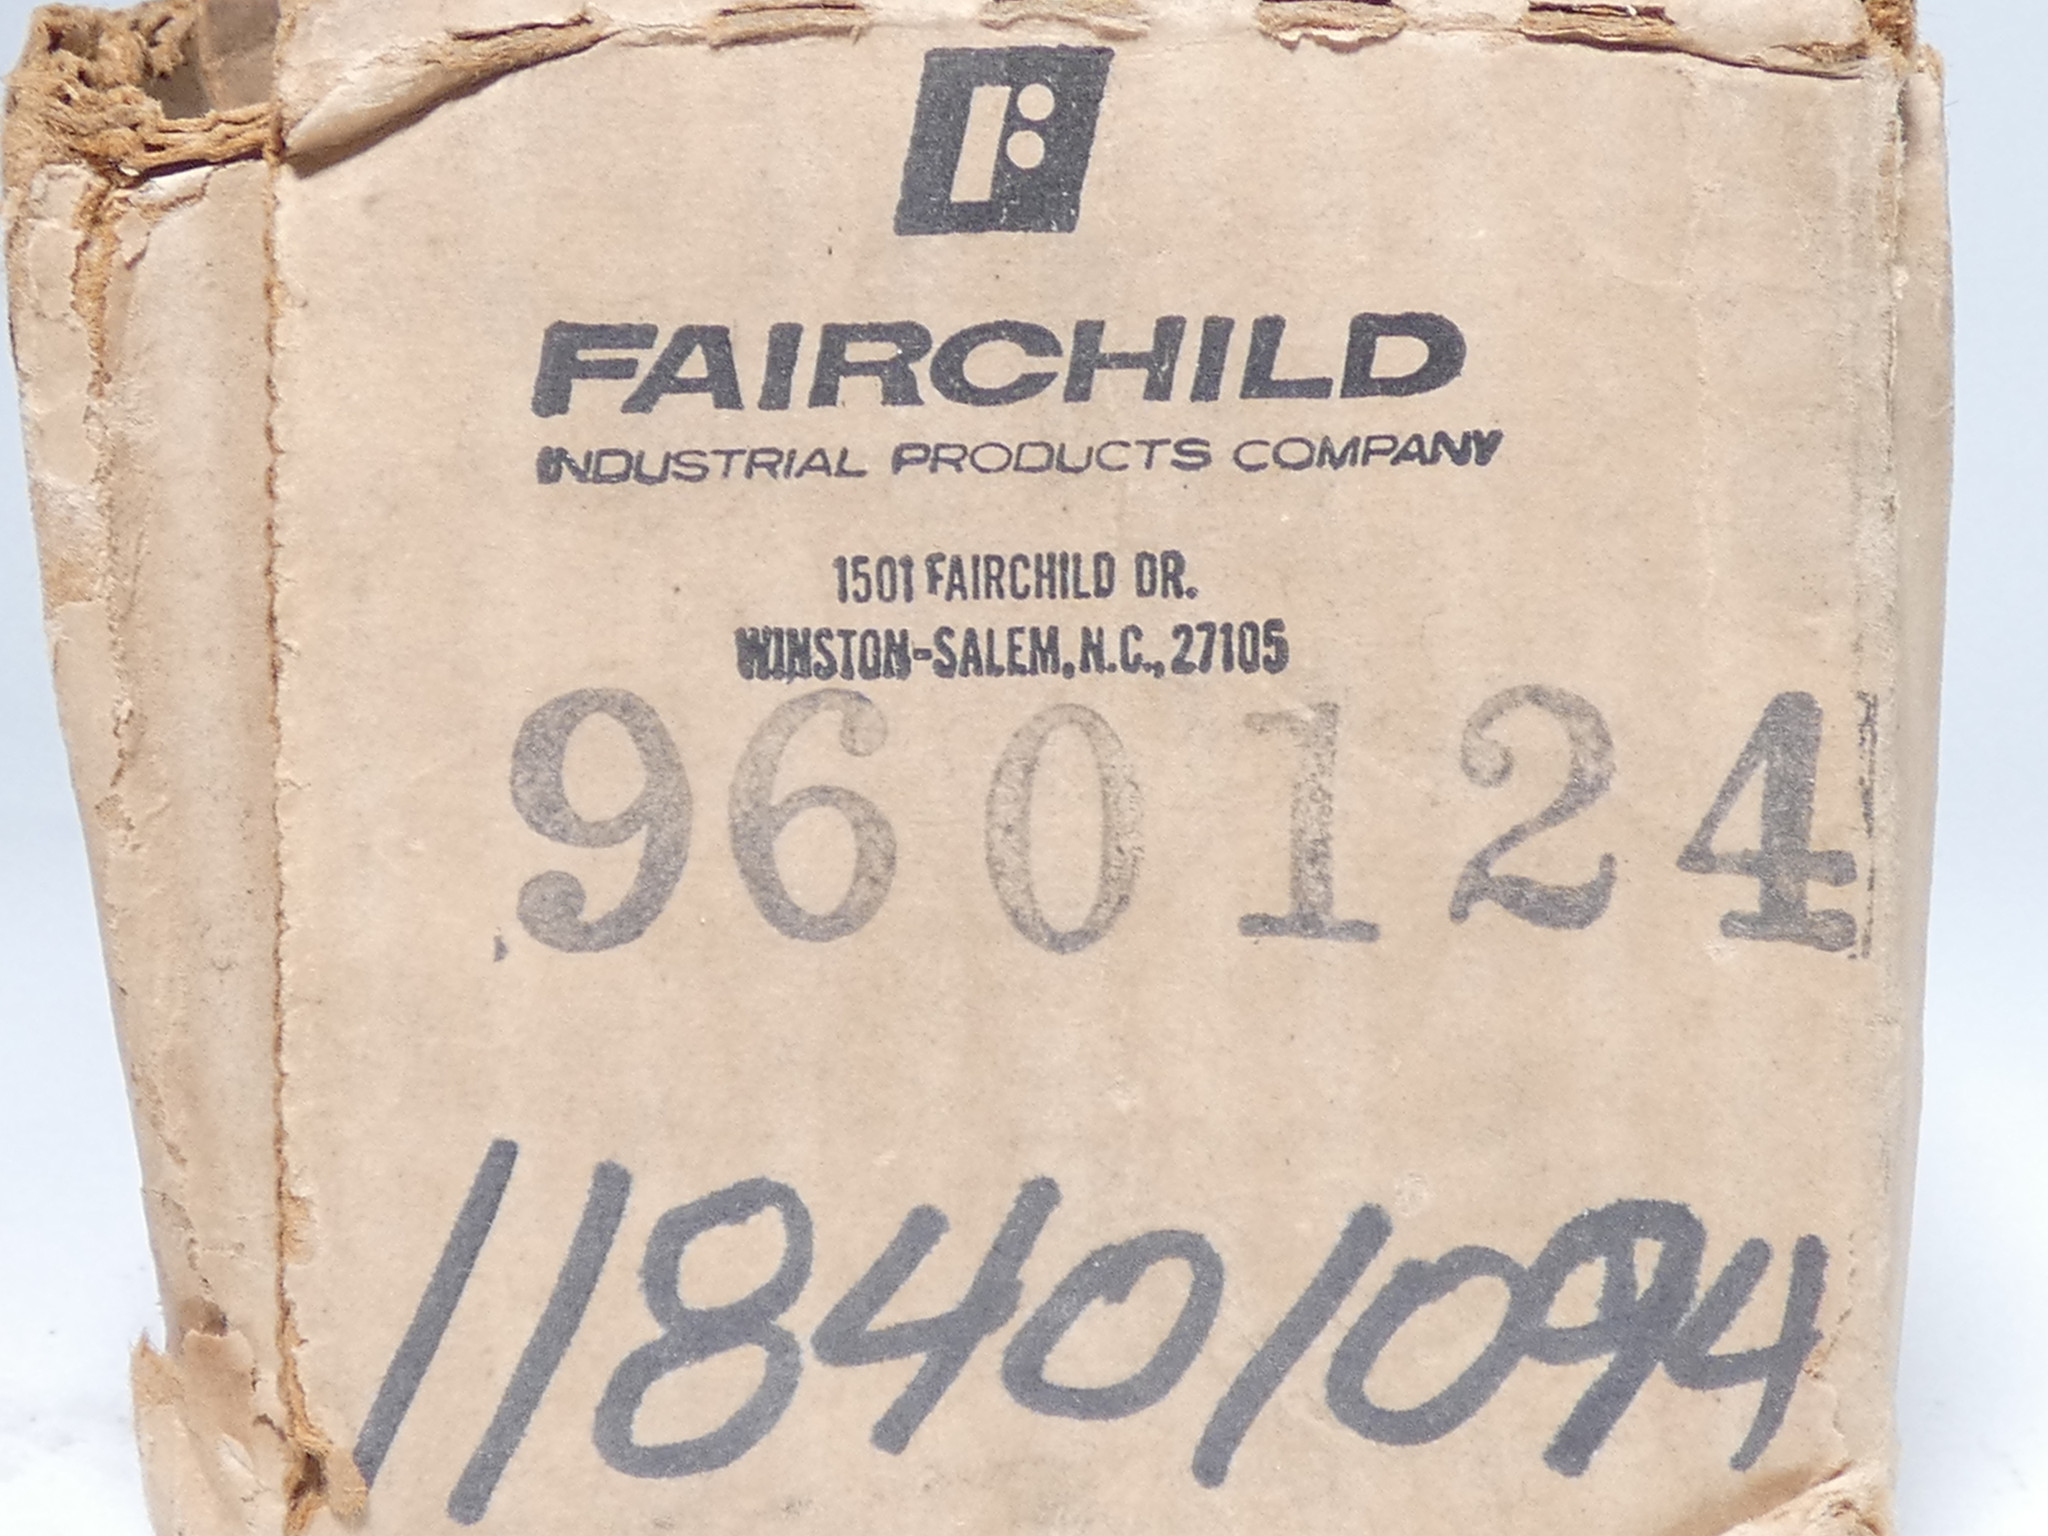 FAIRCHILD
INDUSTRIAL PRODUCTS COMPANY
1501 FAIRCHILD DR.
WINSTON-SALEM, N.C., 27105
960124
118401094